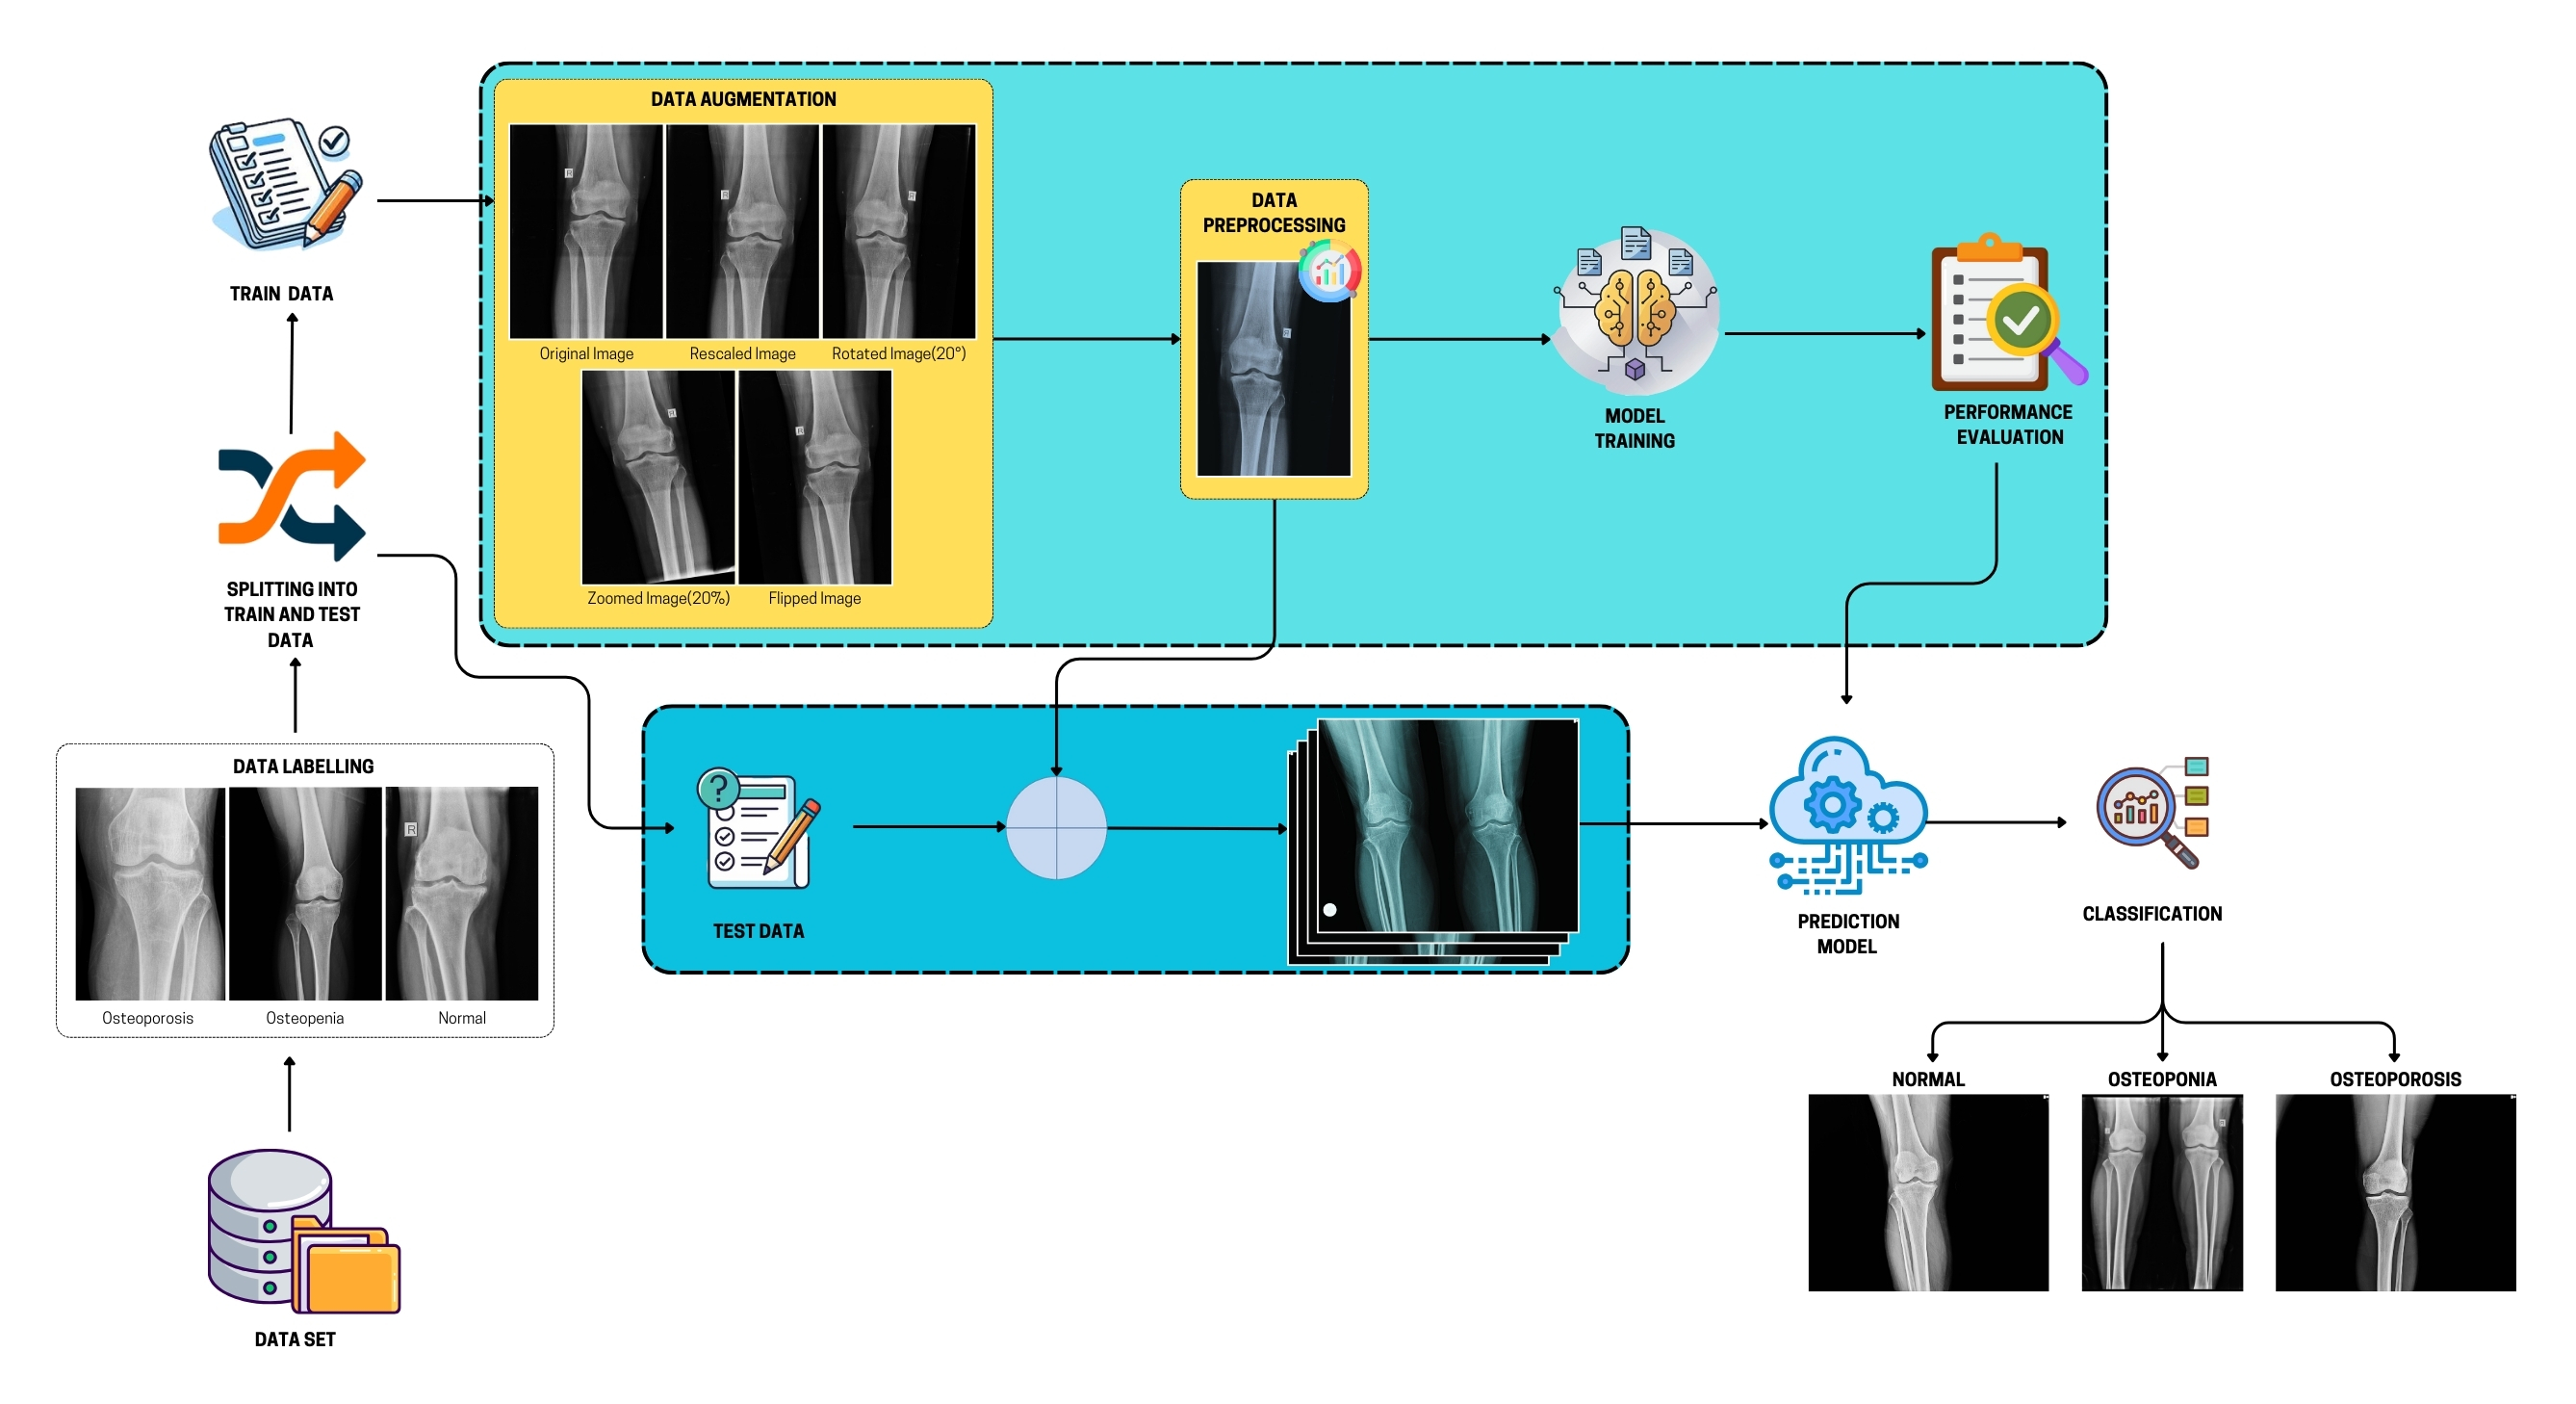 DATA AUGMENTATION
R
R
R
Original Image
Rescaled Image
Rotated Image(20°)
R
R
Zoomed Image(20%)
Flipped Image
TRAIN DATA
DATA
PREPROCESSING
R
MODEL
TRAINING
PERFORMANCE
EVALUATION
SPLITTING INTO
TRAIN AND TEST
DATA
DATA LABELLING
R
Osteoporosis
Osteopenia
Normal
DATA SET
?
TEST DATA
PREDICTION
MODEL
CLASSIFICATION
NORMAL
OSTEOPONIA
OSTEOPOROSIS